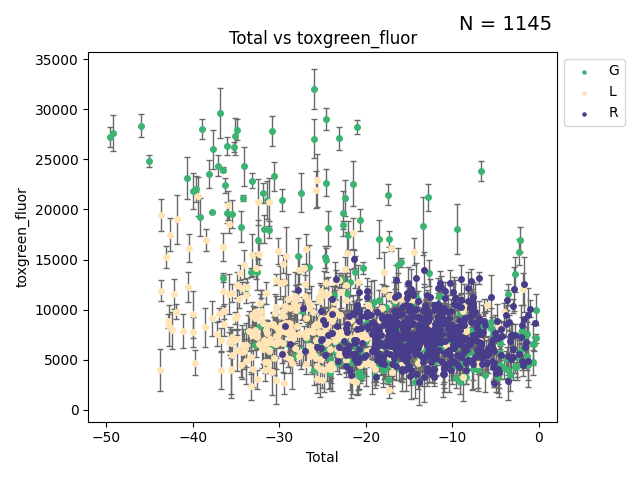 N = 1145
Total vs toxgreen_fluor
35000
30000
25000
20000
15000
10000
5000
0
toxgreen_fluor
−50 −40 −30 −20 −10 0
Total
G
L
R